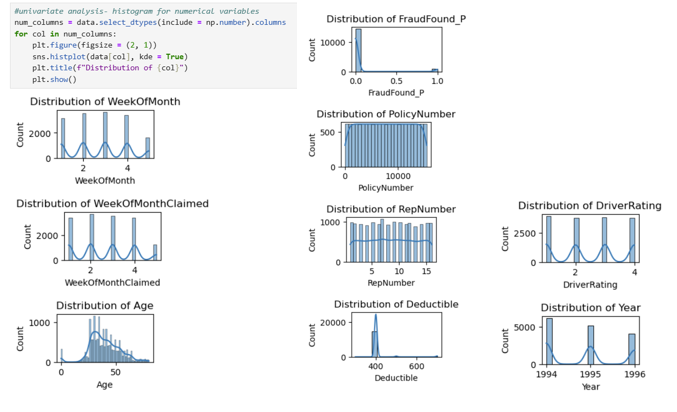 #univariate analysis- histogram for numerical variables
num_columns = data.select_dtypes(include = np.number).columns
for col in num_columns:
    plt.figure(figsize = (2, 1))
    sns.histplot(data[col], kde = True)
    plt.title(f"Distribution of {col}")
    plt.show()
Distribution of WeekOfMonth
Count
2000
0
2 4
WeekOfMonth
Distribution of WeekOfMonthClaimed
Count
2000
0
2 4
WeekOfMonthClaimed
Distribution of Age
Count
1000
0
0 50
Age
Distribution of FraudFound_P
Count
10000
0
0.0 0.5 1.0
FraudFound_P
Distribution of PolicyNumber
Count
500
0
0 10000
PolicyNumber
Distribution of RepNumber
Count
1000
0
5 10 15
RepNumber
Distribution of Deductible
Count
20000
0
400 600
Deductible
Distribution of DriverRating
Count
2500
0
2 4
DriverRating
Distribution of Year
Count
5000
0
1994 1995 1996
Year